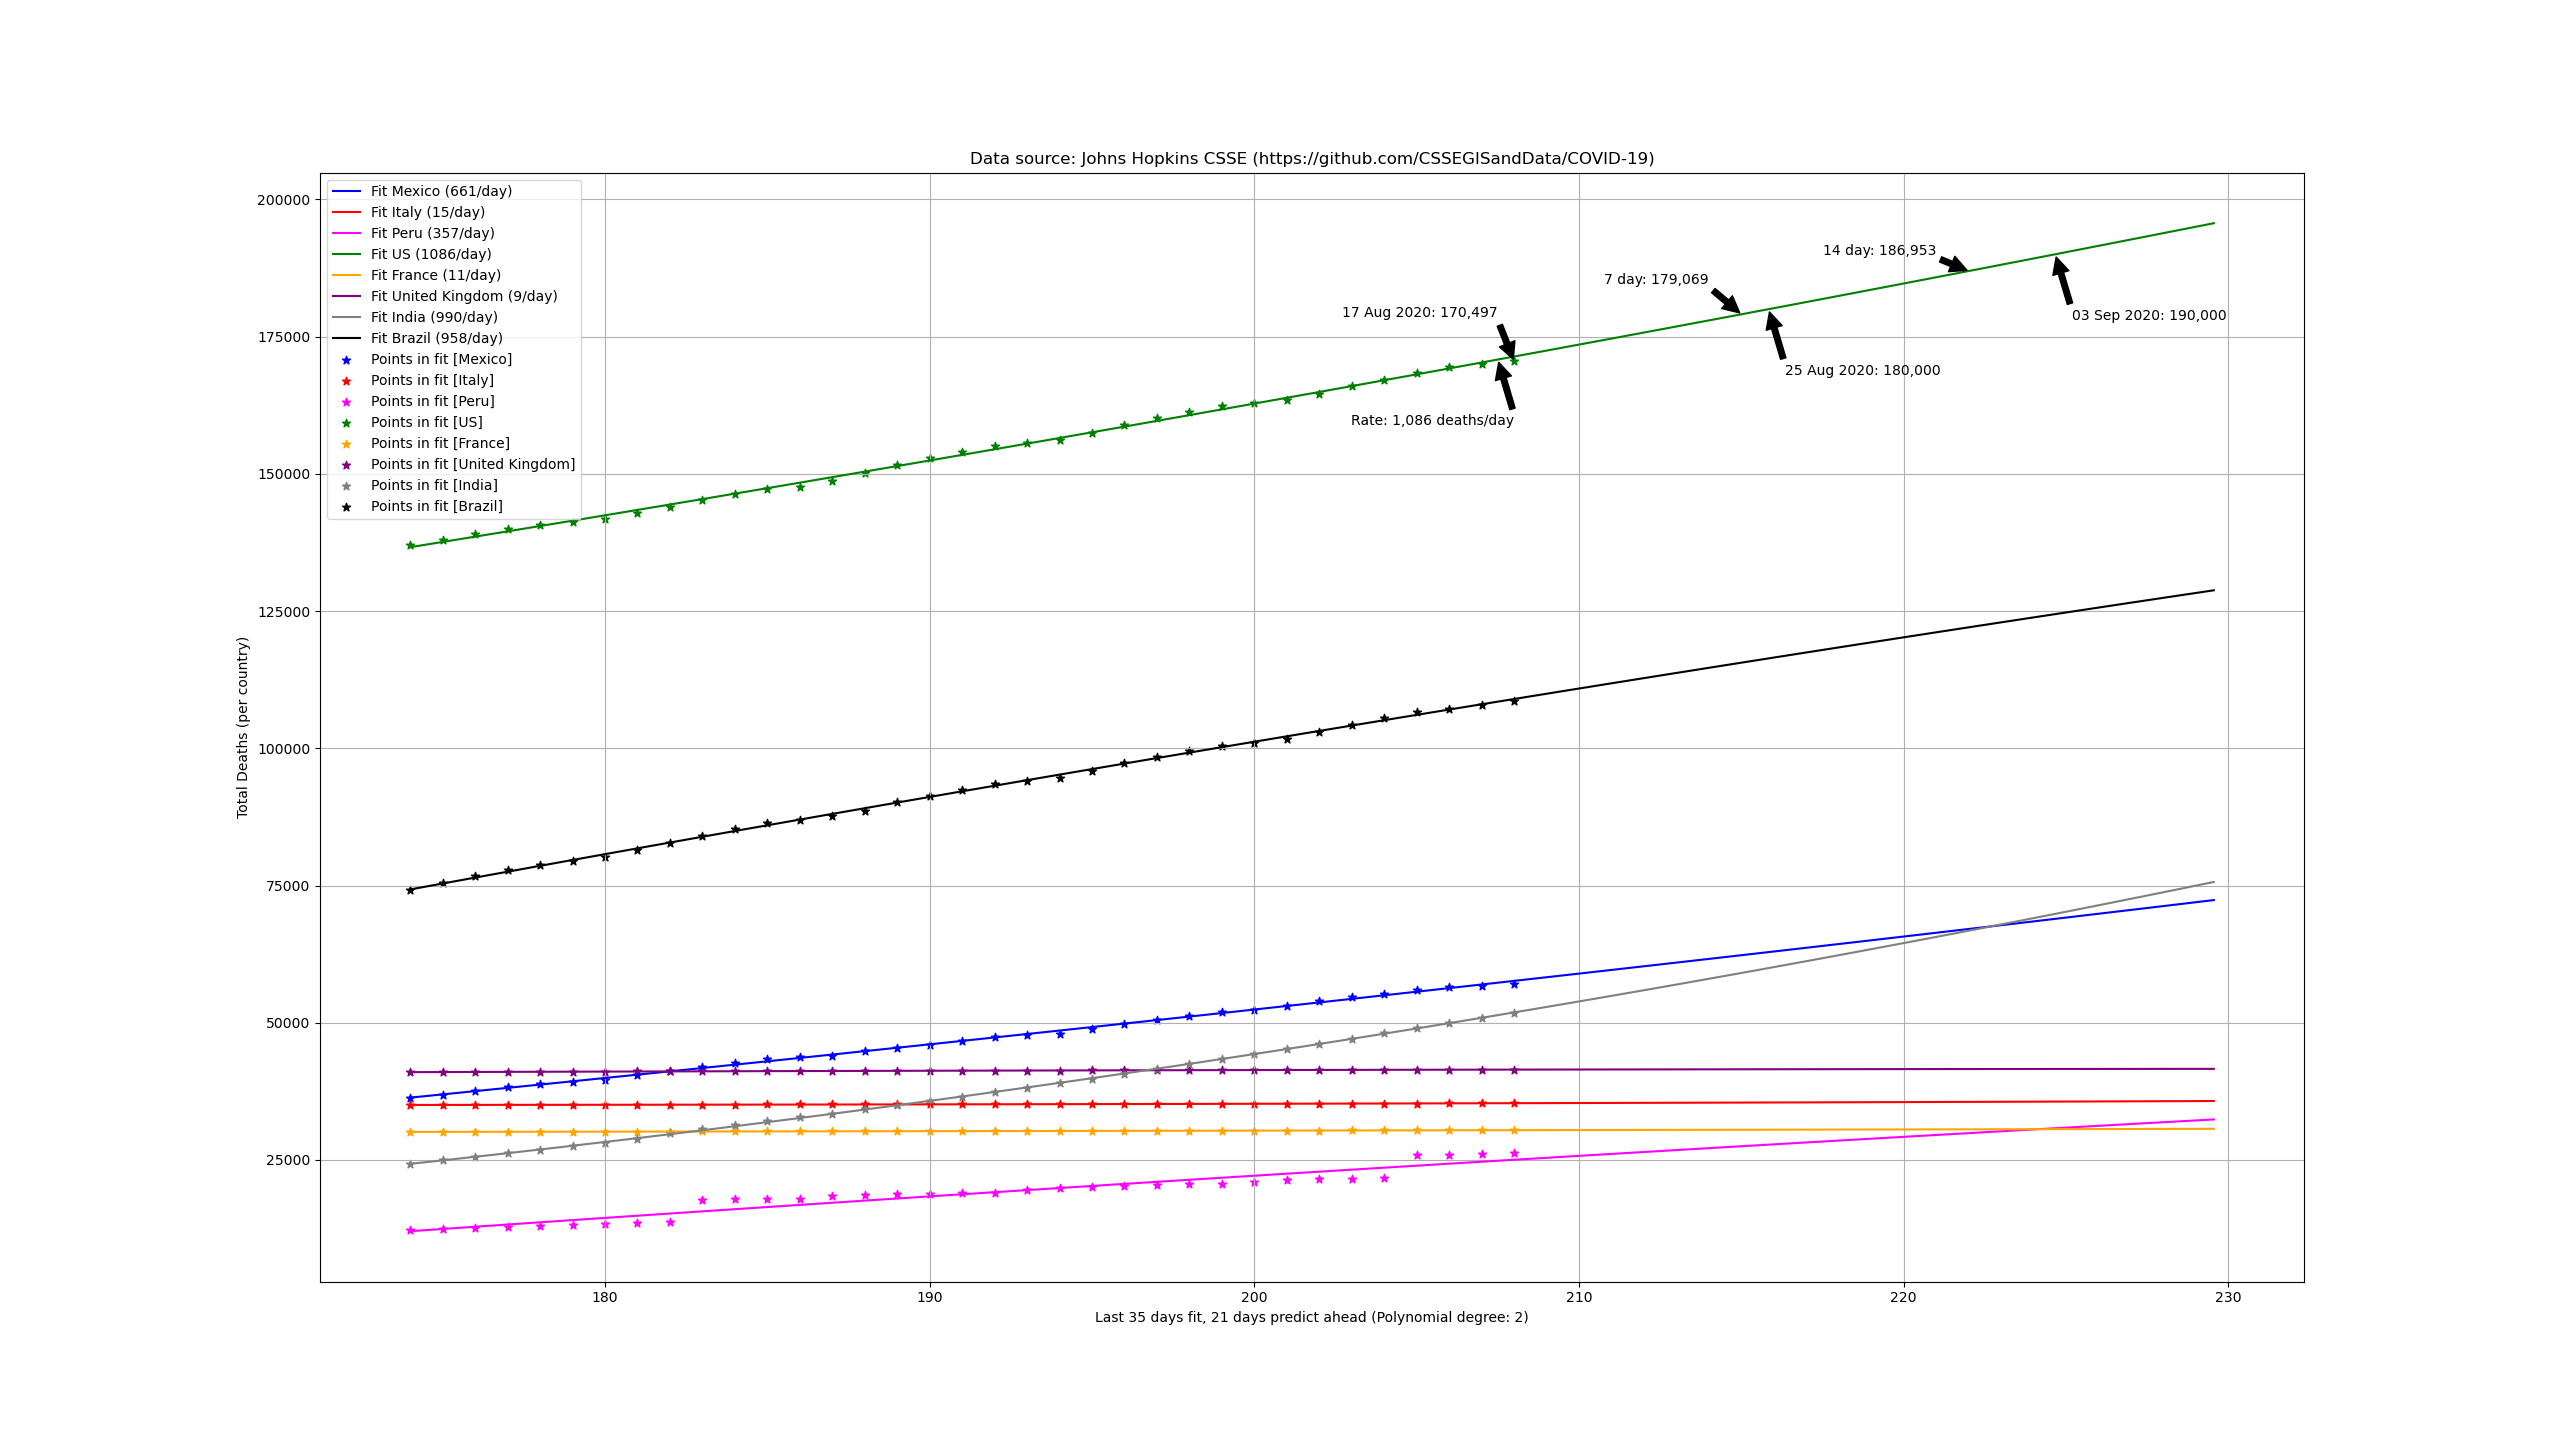 Data source: Johns Hopkins CSSE (https://github.com/CSSEGISandData/COVID-19)
Fit Mexico (661/day)
Fit Italy (15/day)
Fit Peru (357/day)
Fit US (1086/day)
Fit France (11/day)
Fit United Kingdom (9/day)
Fit India (990/day)
Fit Brazil (958/day)
Points in fit [Mexico]
Points in fit [Italy]
Points in fit [Peru]
Points in fit [US]
Points in fit [France]
Points in fit [United Kingdom]
Points in fit [India]
Points in fit [Brazil]
14 day: 186,953
7 day: 179,069
17 Aug 2020: 170,497
03 Sep 2020: 190,000
25 Aug 2020: 180,000
Rate: 1,086 deaths/day
200000
175000
150000
125000
100000
75000
50000
25000
Total Deaths (per country)
180 190 200 210 220 230
Last 35 days fit, 21 days predict ahead (Polynomial degree: 2)